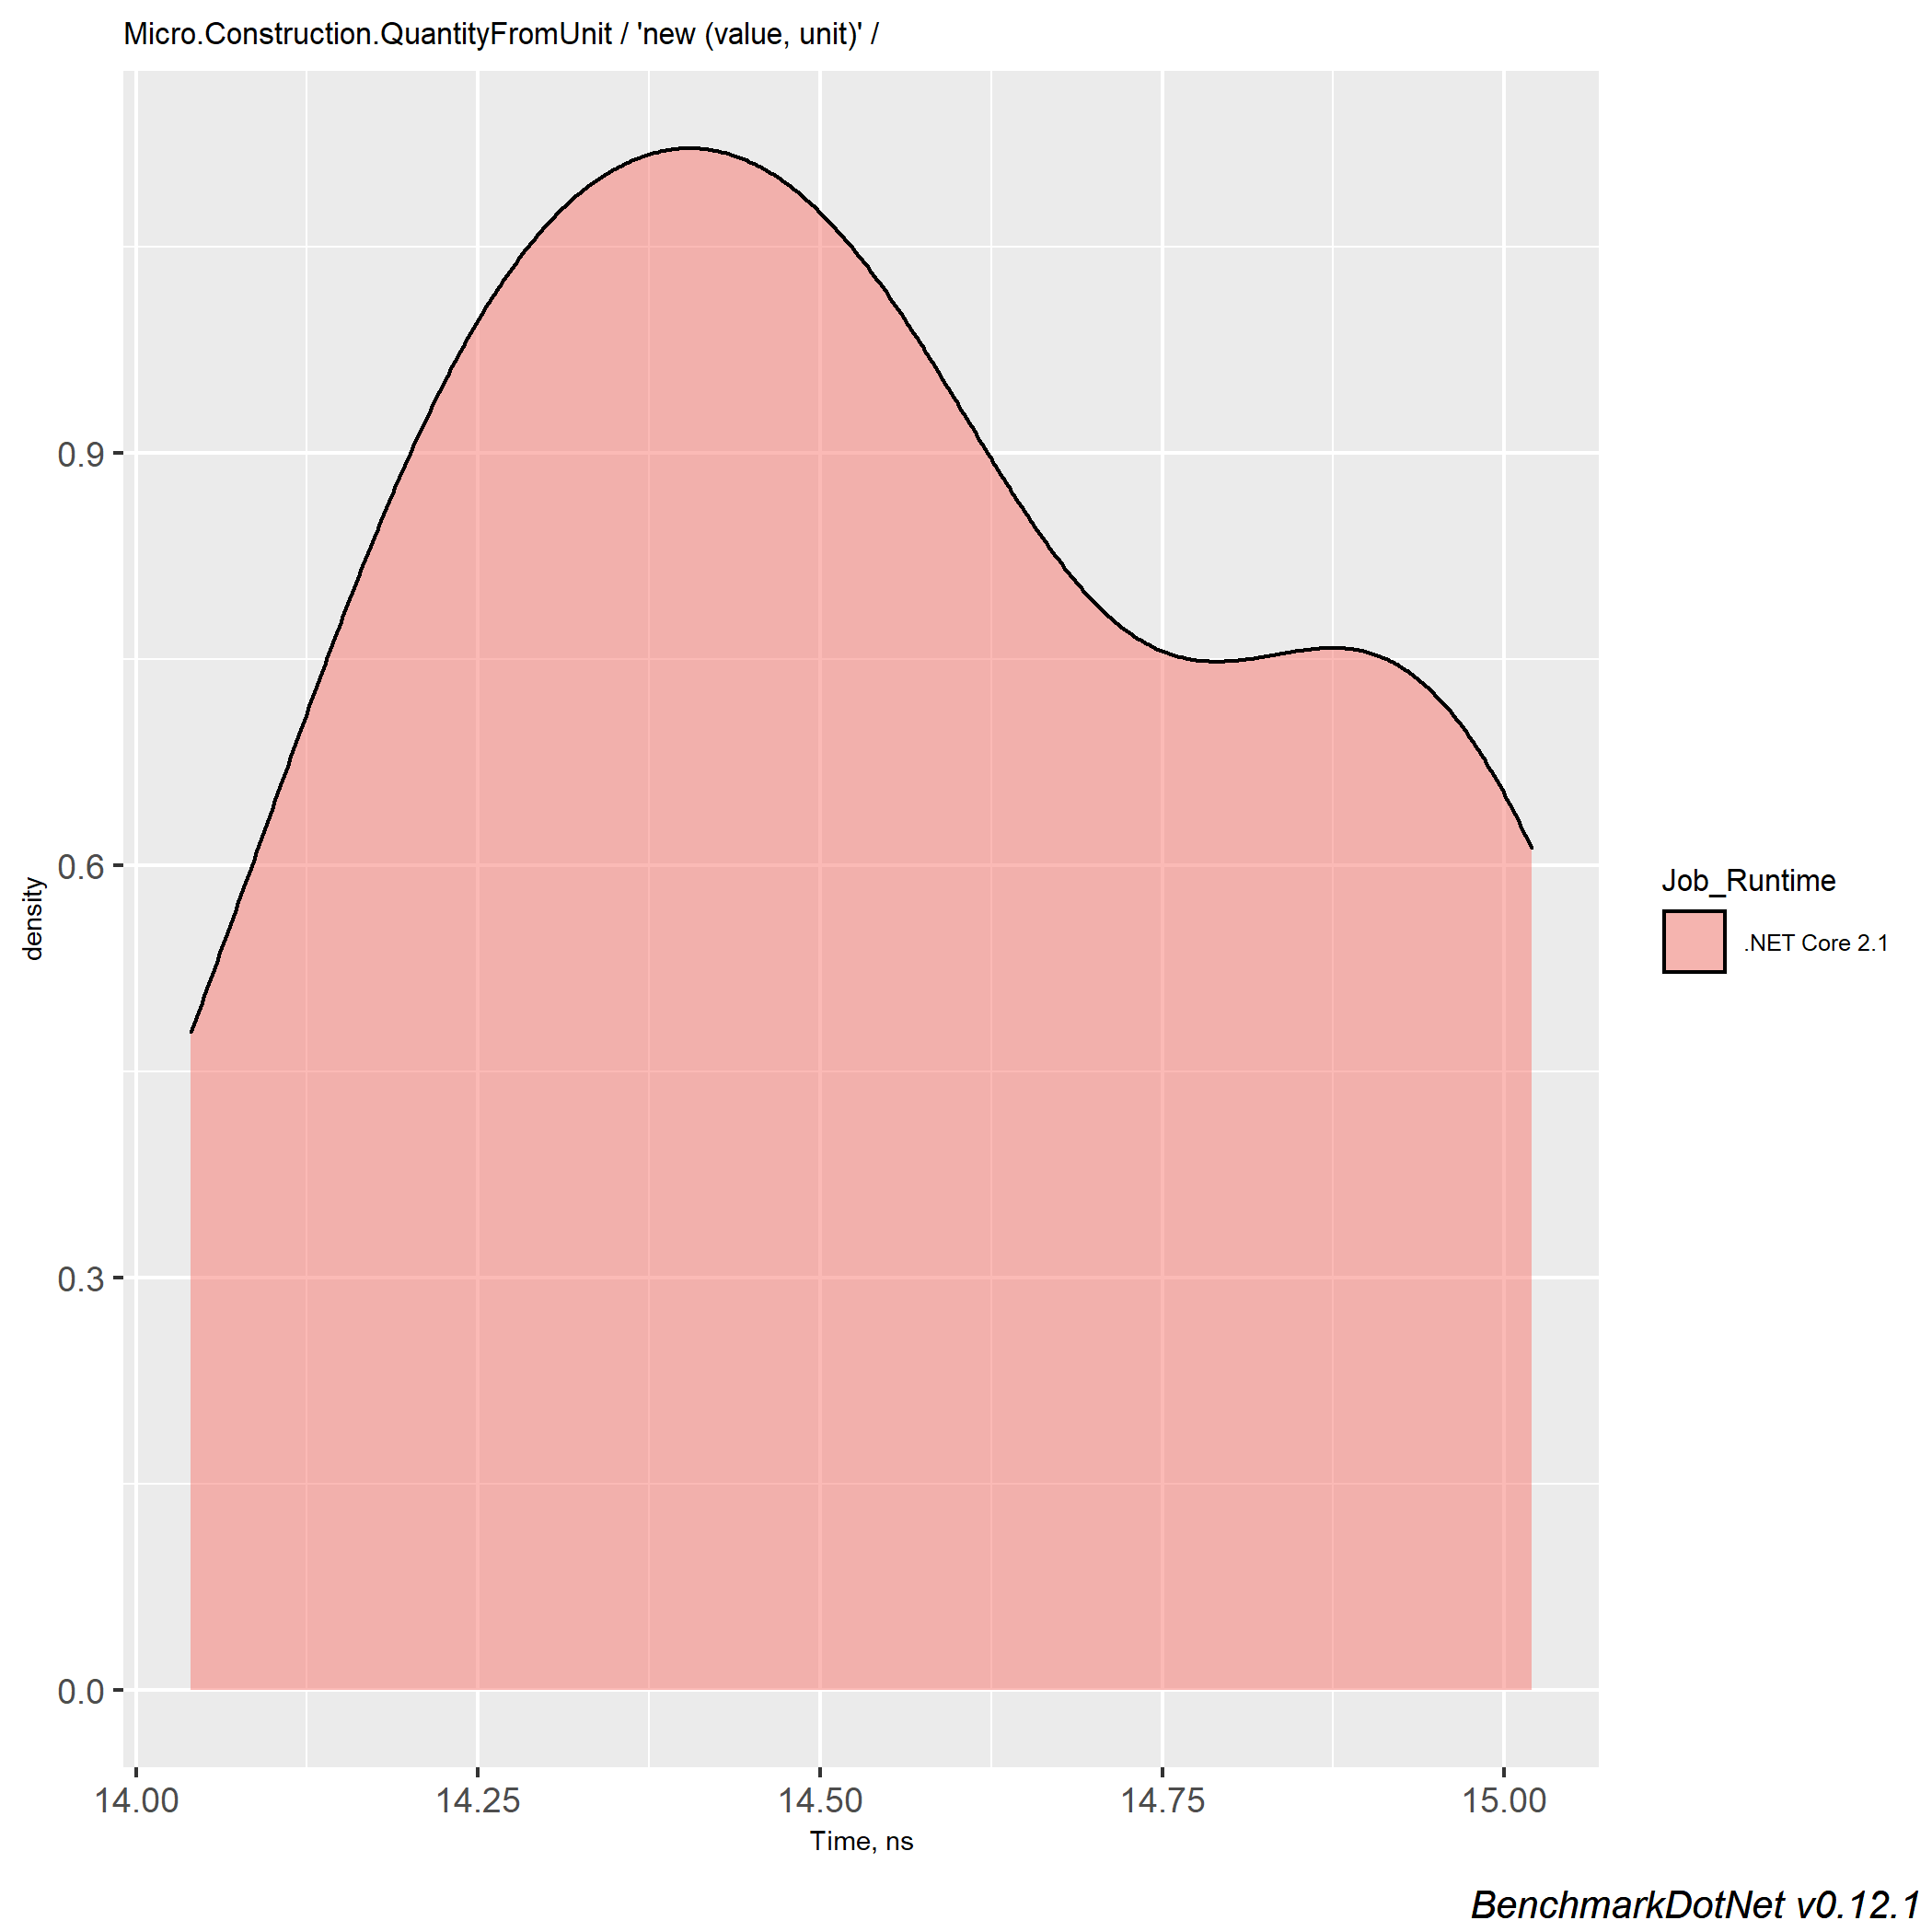 Micro.Construction.QuantityFromUnit / 'new (value, unit)' /
0.9
0.6
0.3
0.0
density
14.00 14.25 14.50 14.75 15.00
Time, ns
Job_Runtime
.NET Core 2.1
BenchmarkDotNet v0.12.1